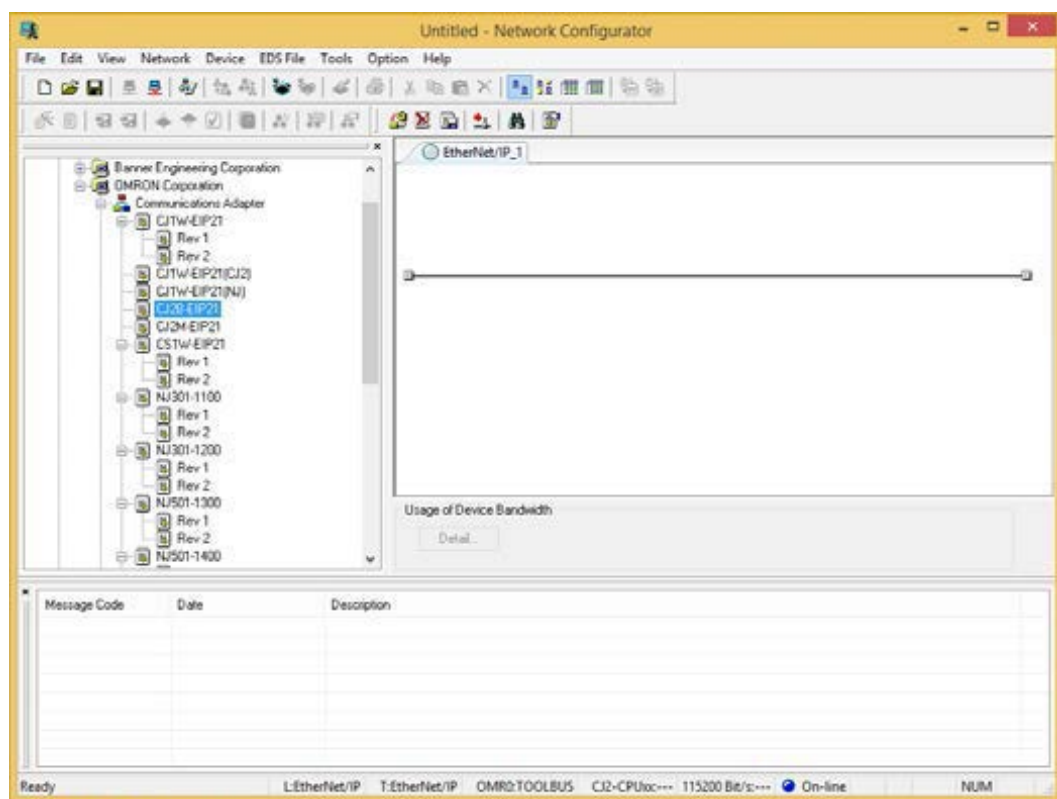 Untitled - Network Configurator
File Edit View Network Device EDS File Tools Option Help
EtherNet/IP_1
Banner Engineering Corporation
OMRON Corporation
Communications Adapter
CJ1W-EIP21
Rev 1
Rev 2
CJ1W-EIP21(CJ2)
CJ1W-EIP21(NJ)
CJ2B-EIP21
CJ2M-EIP21
CS1W-EIP21
Rev 1
Rev 2
NJ301-1100
Rev 1
Rev 2
NJ301-1200
Rev 1
Rev 2
NJ501-1300
Rev 1
Rev 2
NJ501-1400
Usage of Device Bandwidth
Detail...
Message Code Date Description
Ready L:EtherNet/IP T:EtherNet/IP OMR0:TOOLBUS CJ2-CPUxx:--- 115200 Bit/s:--- On-line NUM